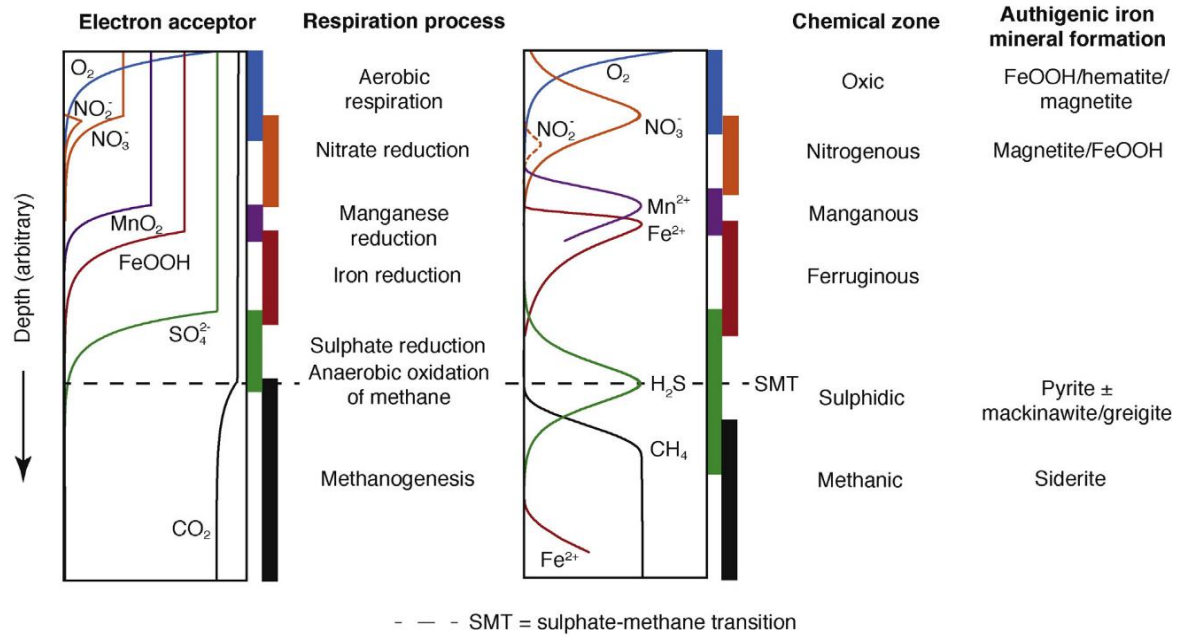 Electron acceptor
Respiration process
Chemical zone
Authigenic iron
mineral formation
Depth (arbitrary)
O₂
NO₂⁻
NO₃⁻
MnO₂
FeOOH
SO₄²⁻
CO₂
Aerobic
respiration
Nitrate reduction
Manganese
reduction
Iron reduction
Sulphate reduction
Anaerobic oxidation
of methane
Methanogenesis
O₂
NO₂⁻
NO₃⁻
Mn²⁺
Fe²⁺
H₂S
SMT
CH₄
Fe²⁺
Oxic
Nitrogenous
Manganous
Ferruginous
Sulphidic
Methanic
FeOOH/hematite/
magnetite
Magnetite/FeOOH
Pyrite ±
mackinawite/greigite
Siderite
SMT = sulphate-methane transition